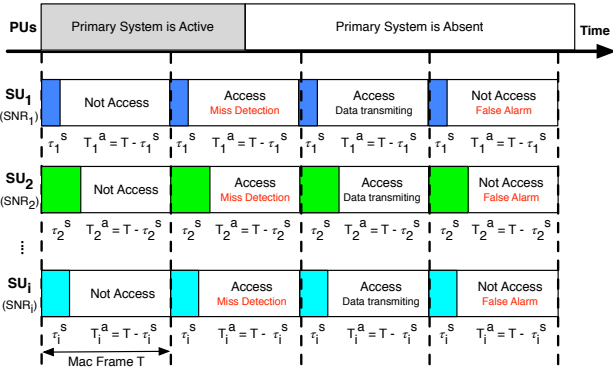 PUs Primary System is Active Primary System is Absent
Time
SU₁ Not Access Access Access Not Access
(SNR₁) Miss Detection Data transmiting False Alarm
τ₁ˢ T₁ᵃ = T - τ₁ˢ τ₁ˢ T₁ᵃ = T - τ₁ˢ τ₁ˢ T₁ᵃ = T - τ₁ˢ τ₁ˢ T₁ᵃ = T - τ₁ˢ
SU₂ Not Access Access Access Not Access
(SNR₂) Miss Detection Data transmiting False Alarm
τ₂ˢ T₂ᵃ = T - τ₂ˢ τ₂ˢ T₂ᵃ = T - τ₂ˢ τ₂ˢ T₂ᵃ = T - τ₂ˢ τ₂ˢ T₂ᵃ = T - τ₂ˢ
SUᵢ Not Access Access Access Not Access
(SNRᵢ) Miss Detection Data transmiting False Alarm
τᵢˢ Tᵢᵃ = T - τᵢˢ τᵢˢ Tᵢᵃ = T - τᵢˢ τᵢˢ Tᵢᵃ = T - τᵢˢ τᵢˢ Tᵢᵃ = T - τᵢˢ
Mac Frame T